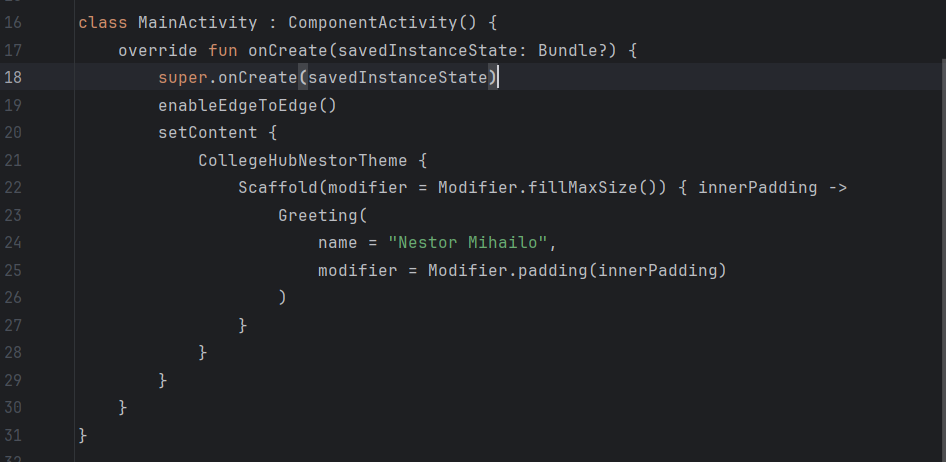 16 class MainActivity : ComponentActivity() {
17     override fun onCreate(savedInstanceState: Bundle?) {
18         super.onCreate(savedInstanceState)
19         enableEdgeToEdge()
20         setContent {
21             CollegeHubNestorTheme {
22                 Scaffold(modifier = Modifier.fillMaxSize()) { innerPadding ->
23                     Greeting(
24                         name = "Nestor Mihailo",
25                         modifier = Modifier.padding(innerPadding)
26                     )
27                 }
28             }
29         }
30     }
31 }